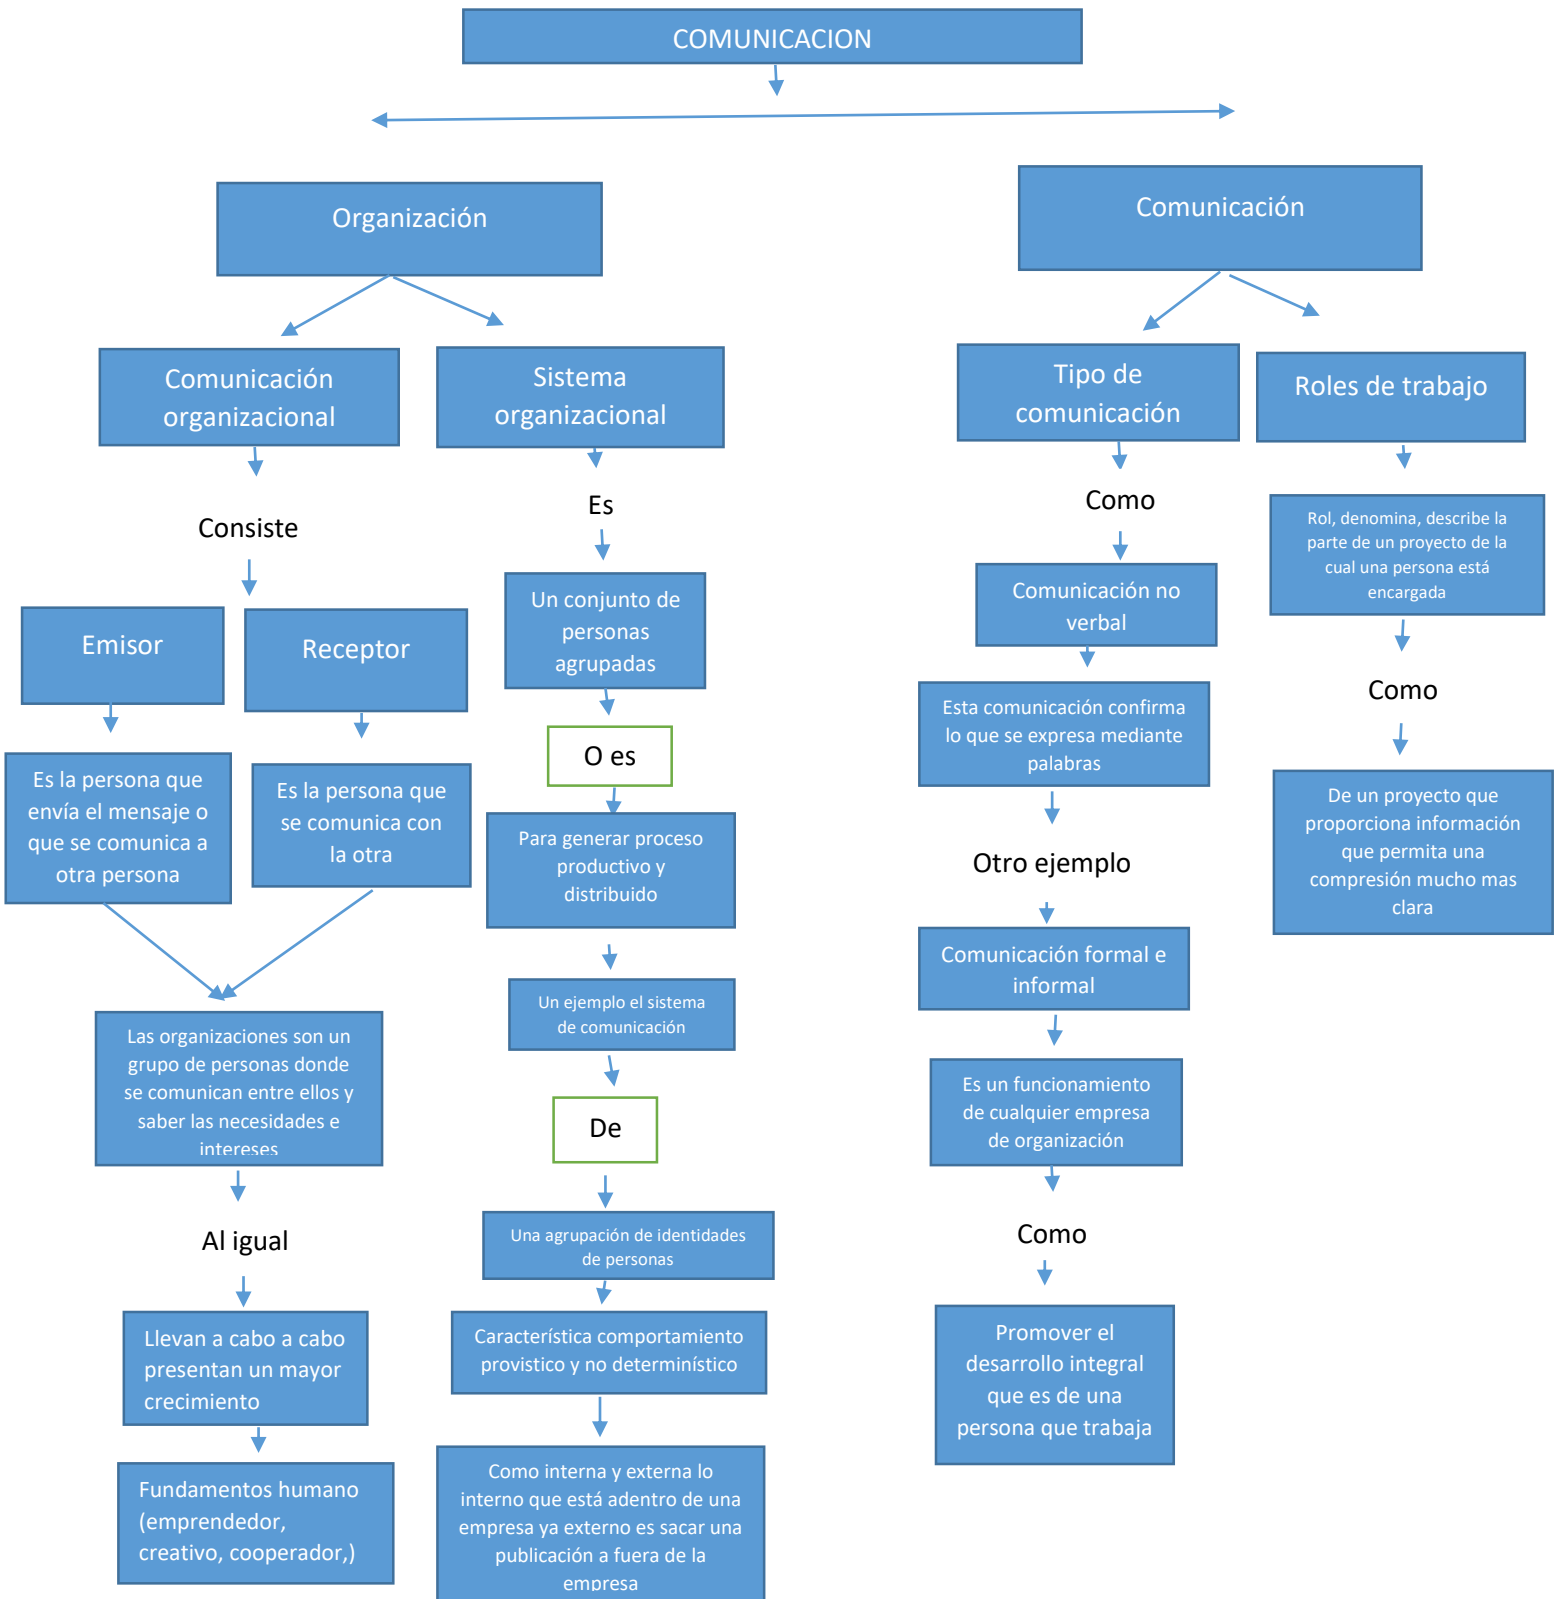 COMUNICACION
Organización
Comunicación
organizacional
Consiste
Emisor
Receptor
Es la persona que
envía el mensaje o
que se comunica a
otra persona
Es la persona que
se comunica con
la otra
Las organizaciones son un
grupo de personas donde
se comunican entre ellos y
saber las necesidades e
intereses
Al igual
Llevan a cabo a cabo
presentan un mayor
crecimiento
Fundamentos humano
(emprendedor,
creativo, cooperador,)
Sistema
organizacional
Es
Un conjunto de
personas
agrupadas
O es
Para generar proceso
productivo y
distribuido
Un ejemplo el sistema
de comunicación
De
Una agrupación de identidades
de personas
Característica comportamiento
provistico y no determinístico
Como interna y externa lo
interno que está adentro de una
empresa ya externo es sacar una
publicación a fuera de la
empresa
Comunicación
Tipo de
comunicación
Como
Comunicación no
verbal
Esta comunicación confirma
lo que se expresa mediante
palabras
Otro ejemplo
Comunicación formal e
informal
Es un funcionamiento
de cualquier empresa
de organización
Como
Promover el
desarrollo integral
que es de una
persona que trabaja
Roles de trabajo
Rol, denomina, describe la
parte de un proyecto de la
cual una persona está
encargada
Como
De un proyecto que
proporciona información
que permita una
compresión mucho mas
clara